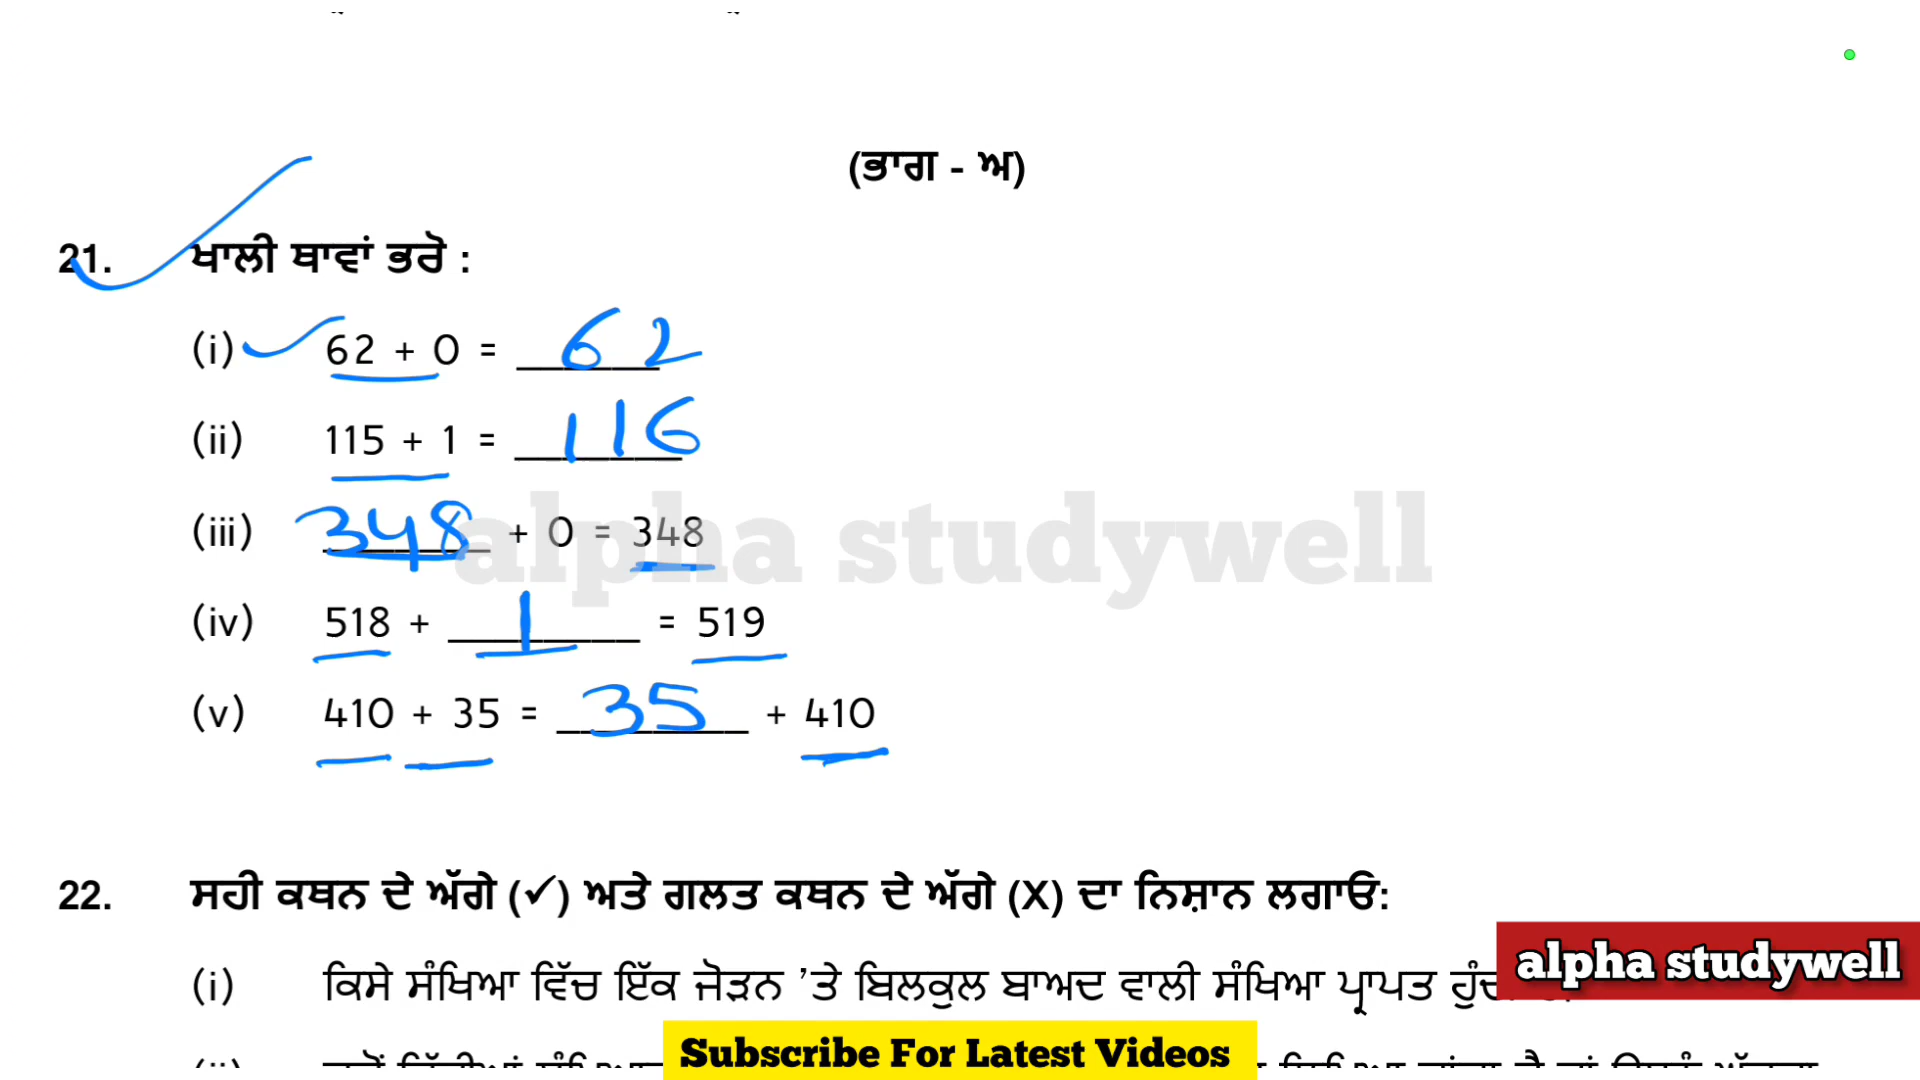 (ਭਾਗ - ਅ)
21. ਖਾਲੀ ਥਾਵਾਂ ਭਰੋ :
(i) 62 + 0 = 62
(ii) 115 + 1 = 116
(iii) 348 + 0 = 348
alpha studywell
(iv) 518 + 1 = 519
(v) 410 + 35 = 35 + 410
22. ਸਹੀ ਕਥਨ ਦੇ ਅੱਗੇ (✓) ਅਤੇ ਗਲਤ ਕਥਨ ਦੇ ਅੱਗੇ (X) ਦਾ ਨਿਸ਼ਾਨ ਲਗਾਓ:
alpha studywell
(i) ਕਿਸੇ ਸੰਖਿਆ ਵਿੱਚ ਇੱਕ ਜੋੜਨ ’ਤੇ ਬਿਲਕੁਲ ਬਾਅਦ ਵਾਲੀ ਸੰਖਿਆ ਪ੍ਰਾਪਤ
Subscribe For Latest Videos